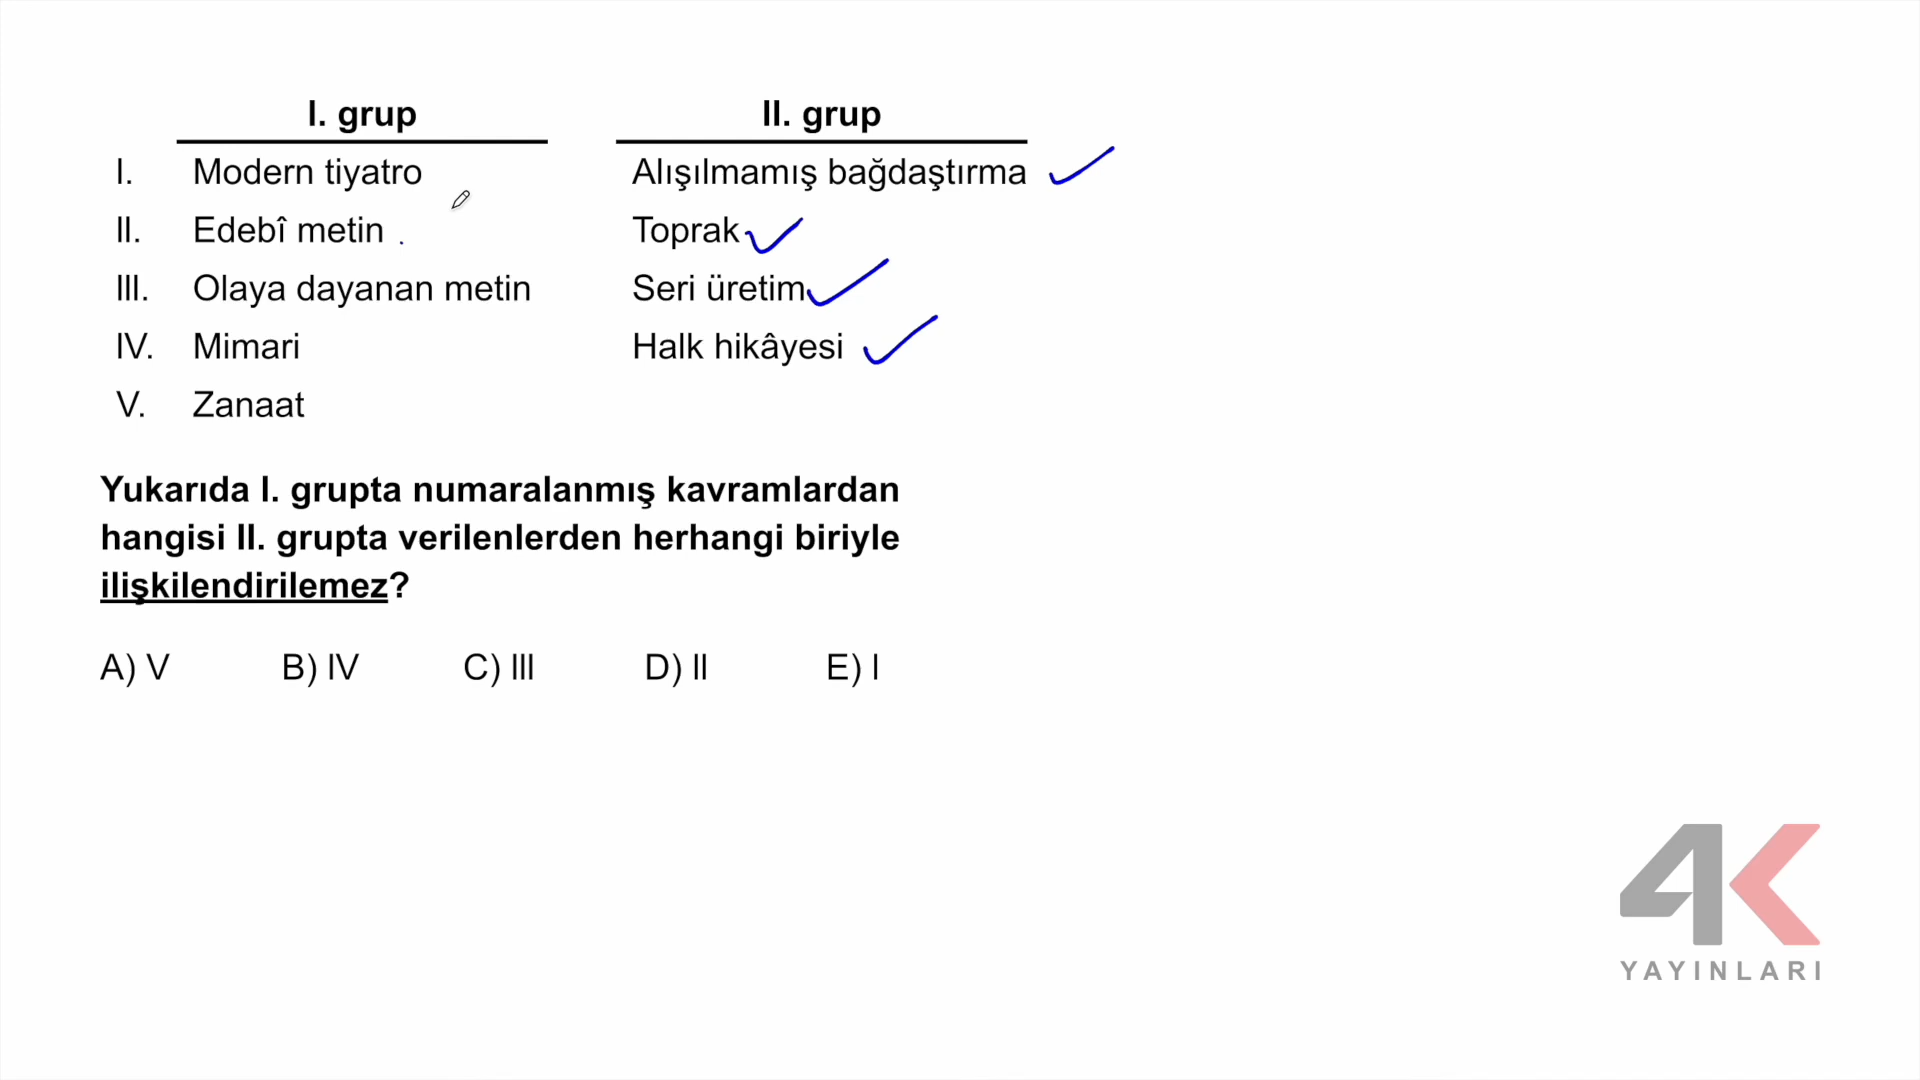 I. grup II. grup
I. Modern tiyatro Alışılmamış bağdaştırma
II. Edebî metin Toprak
III. Olaya dayanan metin Seri üretim
IV. Mimari Halk hikâyesi
V. Zanaat
Yukarıda I. grupta numaralanmış kavramlardan
hangisi II. grupta verilenlerden herhangi biriyle
ilişkilendirilemez?
A) V B) IV C) III D) II E) I
4K
YAYINLARI